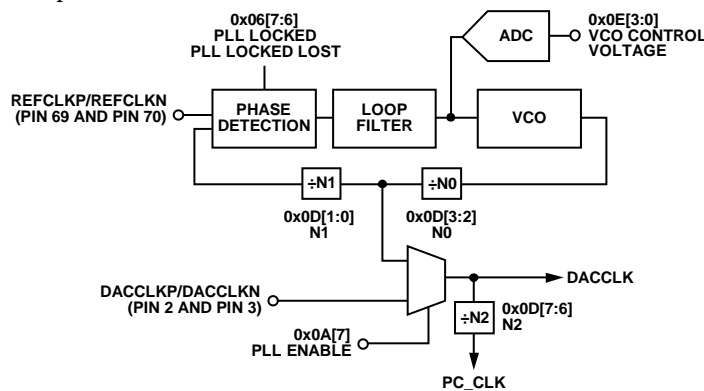 0x06[7:6]
PLL LOCKED
PLL LOCKED LOST
ADC
0x0E[3:0]
VCO CONTROL
VOLTAGE
REFCLKP/REFCLKN
(PIN 69 AND PIN 70)
PHASE
DETECTION
LOOP
FILTER
VCO
÷N1
÷N0
0x0D[1:0]
N1
0x0D[3:2]
N0
DACCLK
DACCLKP/DACCLKN
(PIN 2 AND PIN 3)
÷N2
0x0D[7:6]
N2
0x0A[7]
PLL ENABLE
PC_CLK